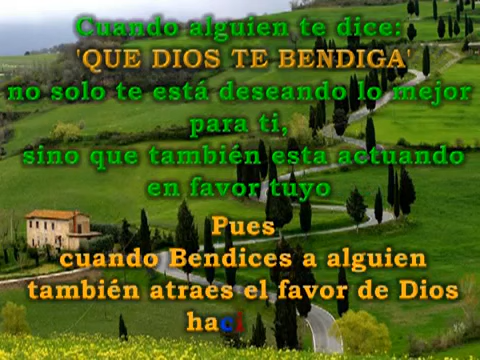 Cuando alguien te dice:
'QUE DIOS TE BENDIGA'
no solo te está deseando lo mejor
para ti,
sino que también esta actuando
en favor tuyo
Pues
cuando Bendices a alguien
también atraes el favor de Dios
haci